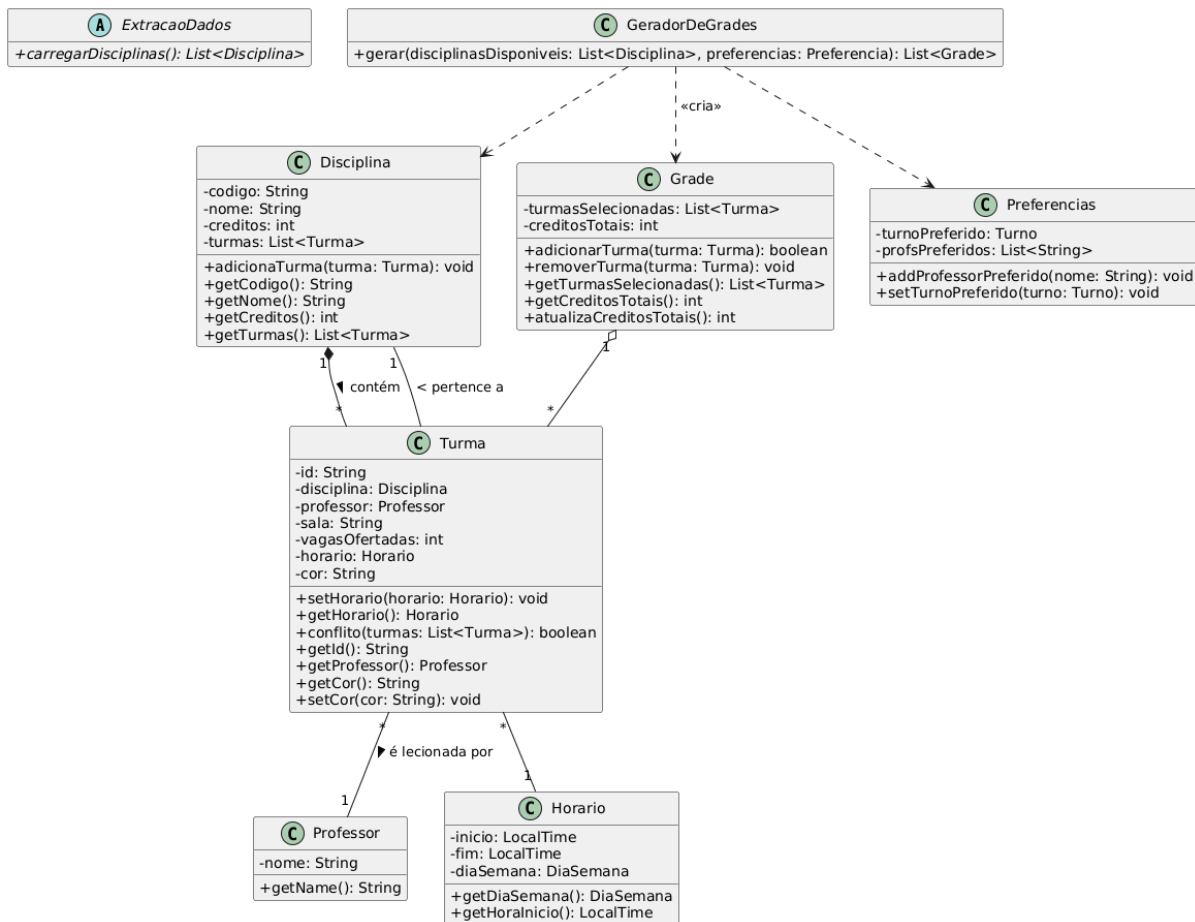 A ExtracaoDados
+carregarDisciplinas(): List<Disciplina>
C GeradorDeGrades
+gerar(disciplinasDisponiveis: List<Disciplina>, preferencias: Preferencia): List<Grade>
«cria»
C Disciplina
-codigo: String
-nome: String
-creditos: int
-turmas: List<Turma>
+adicionaTurma(turma: Turma): void
+getCodigo(): String
+getNome(): String
+getCreditos(): int
+getTurmas(): List<Turma>
C Grade
-turmasSelecionadas: List<Turma>
-creditosTotais: int
+adicionarTurma(turma: Turma): boolean
+removerTurma(turma: Turma): void
+getTurmasSelecionadas(): List<Turma>
+getCreditosTotais(): int
+atualizaCreditosTotais(): int
C Preferencias
-turnoPreferido: Turno
-profsPreferidos: List<String>
+addProfessorPreferido(nome: String): void
+setTurnoPreferido(turno: Turno): void
1
1
1
contém
< pertence a
*
*
C Turma
-id: String
-disciplina: Disciplina
-professor: Professor
-sala: String
-vagasOfertadas: int
-horario: Horario
-cor: String
+setHorario(horario: Horario): void
+getHorario(): Horario
+conflito(turmas: List<Turma>): boolean
+getId(): String
+getProfessor(): Professor
+getCor(): String
+setCor(cor: String): void
*
*
é lecionada por
1
1
C Professor
-nome: String
+getName(): String
C Horario
-inicio: LocalTime
-fim: LocalTime
-diaSemana: DiaSemana
+getDiaSemana(): DiaSemana
+getHoraInicio(): LocalTime